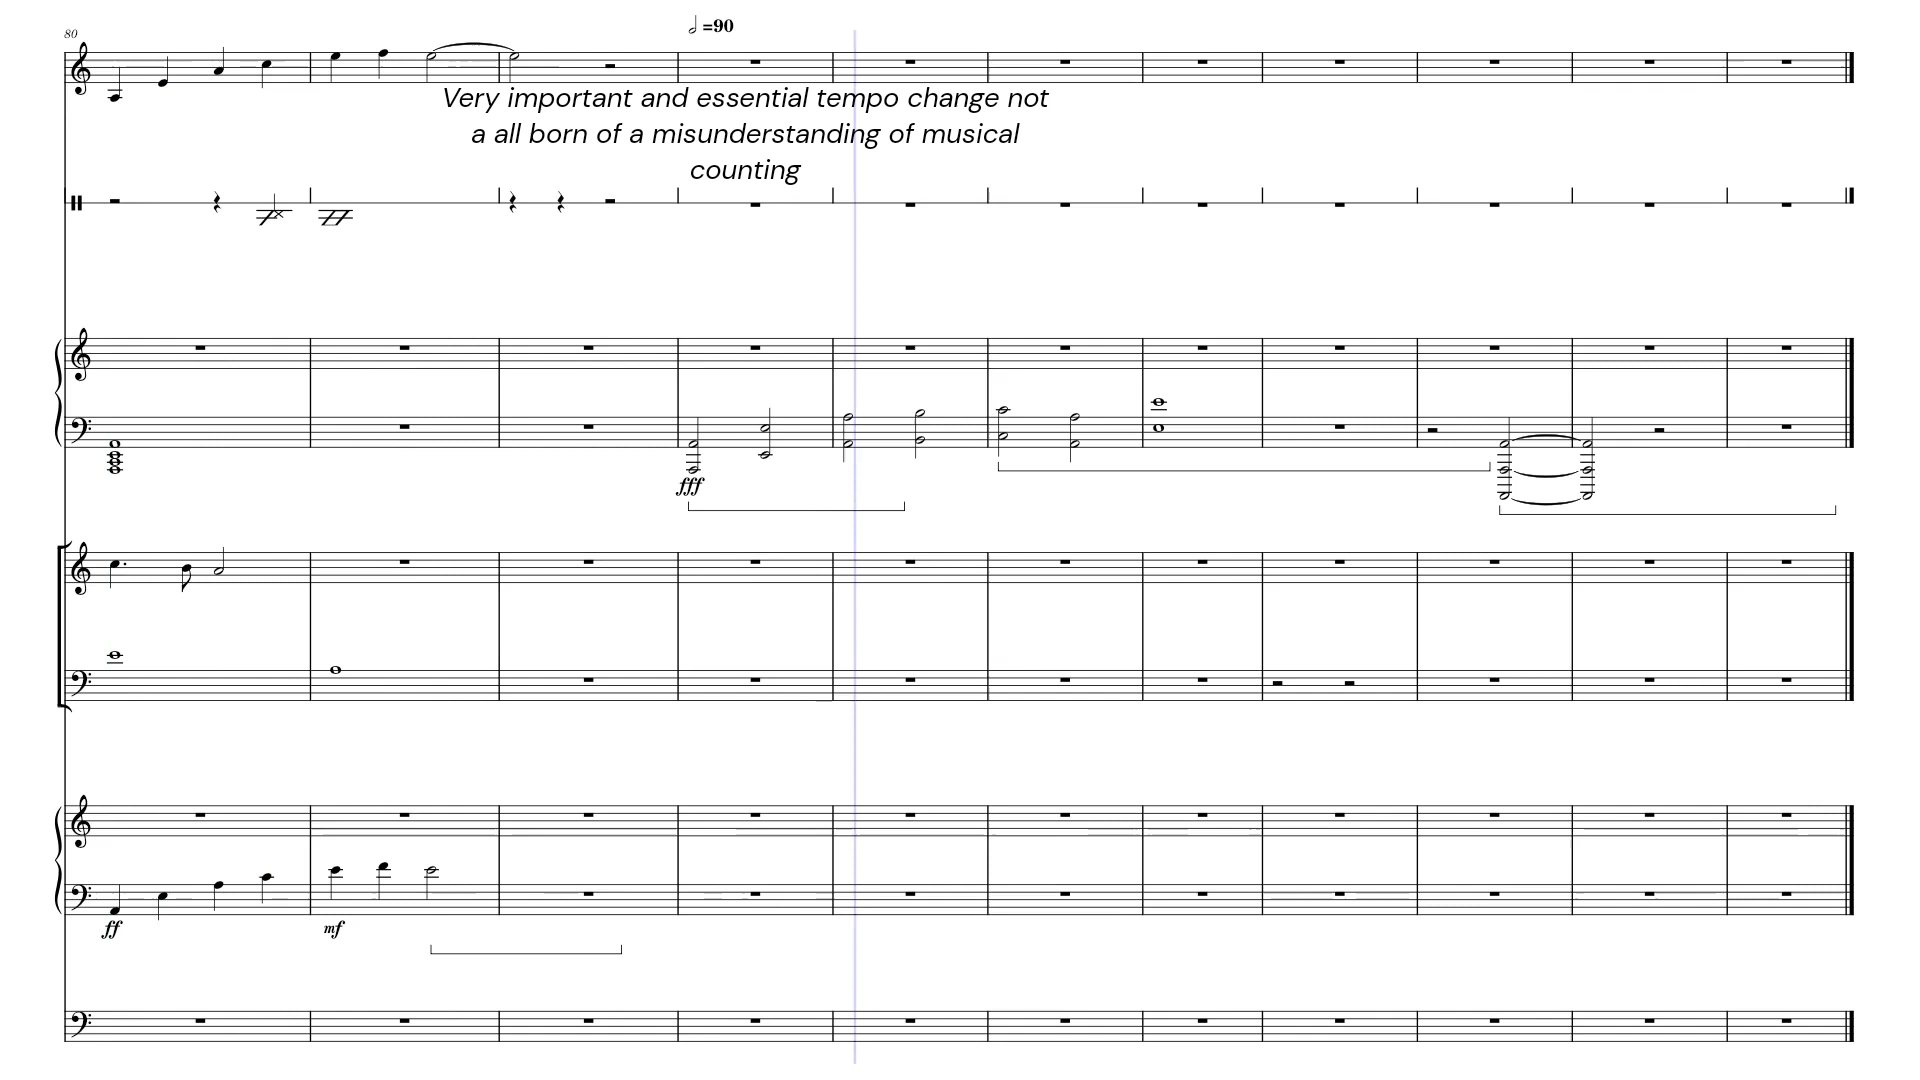 80
=90
Very important and essential tempo change not
a all born of a misunderstanding of musical
counting
fff
ff
mf